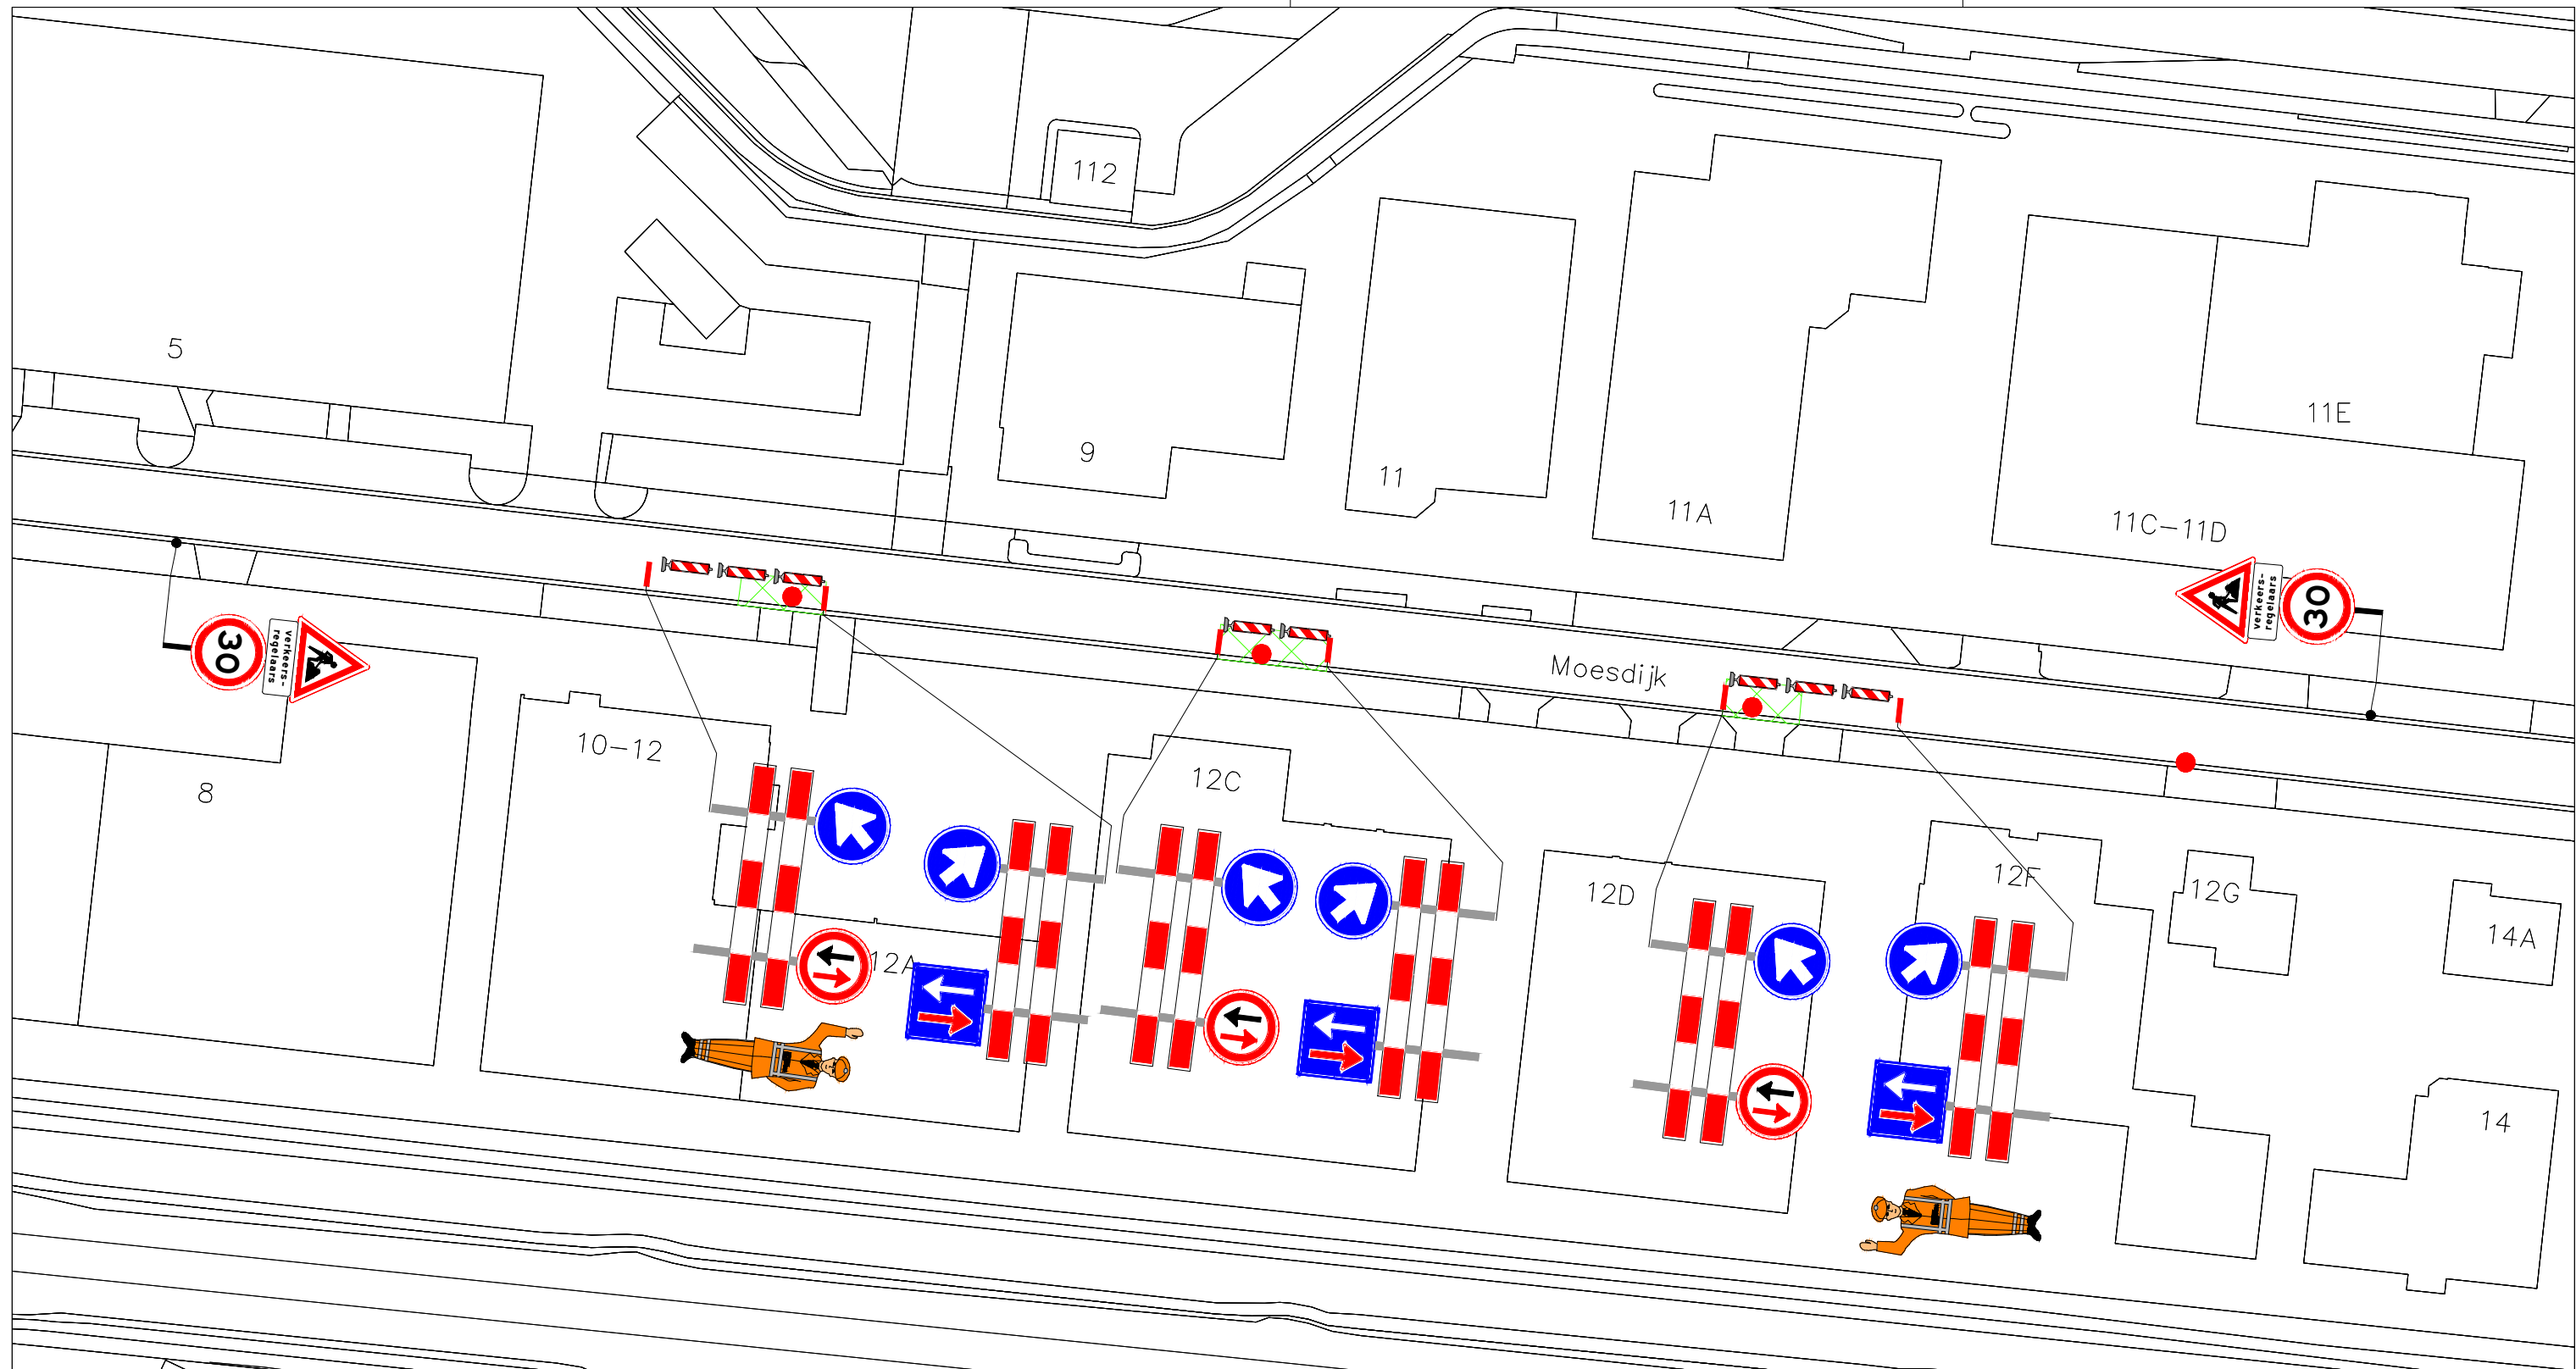 112
5
9
11
11A
11E
11C-11D
verkeers-
regelaars
30
30
verkeers-
regelaars
Moesdijk
10-12
8
12C
12D
12F
12G
14A
12A
14